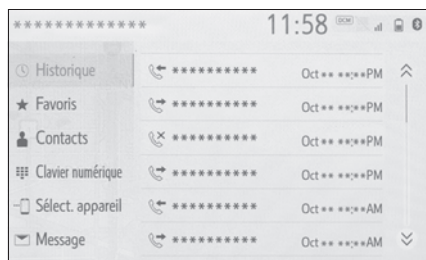 ************* 11:58 DCM
Historique ********** Oct ** **:**PM
Favoris ********** Oct ** **:**PM
Contacts ********** Oct ** **:**PM
Clavier numérique ********** Oct ** **:**PM
Sélect. appareil ********** Oct ** **:**AM
Message ********** Oct ** **:**AM